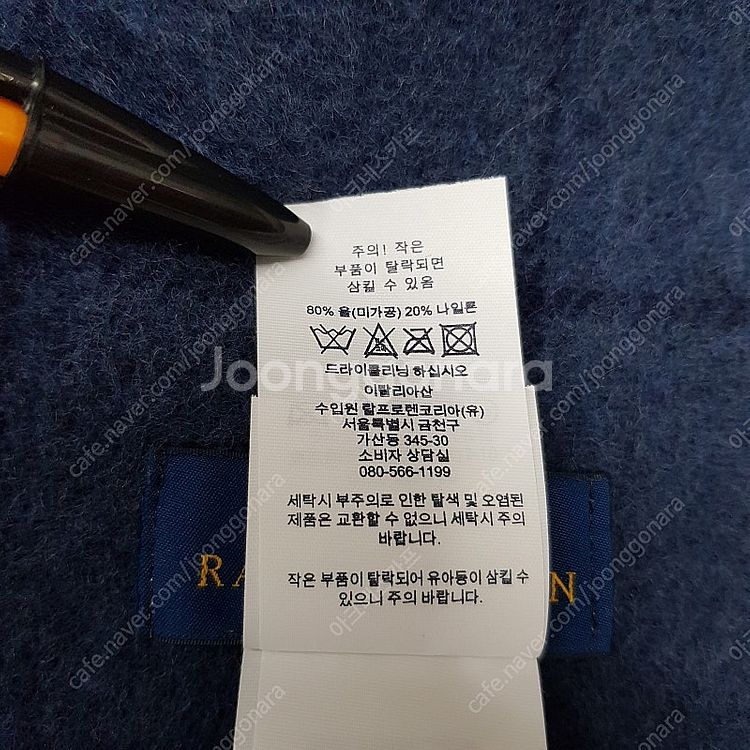 주의! 작은
부품이 탈락되면
삼킬 수 있음
80% 울(미가공) 20% 나일론
드라이클리닝 하십시오
이탈리아산
수입원 랄프로렌코리아(유)
서울특별시 금천구
가산동 345-30
소비자 상담실
080-566-1199
세탁시 부주의로 인한 탈색 및 오염된
제품은 교환할 수 없으니 세탁시 주의
바랍니다.
작은 부품이 탈락되어 유아등이 삼킬 수
있으니 주의 바랍니다.
Joonggonara
cafe.naver.com/joonggonara